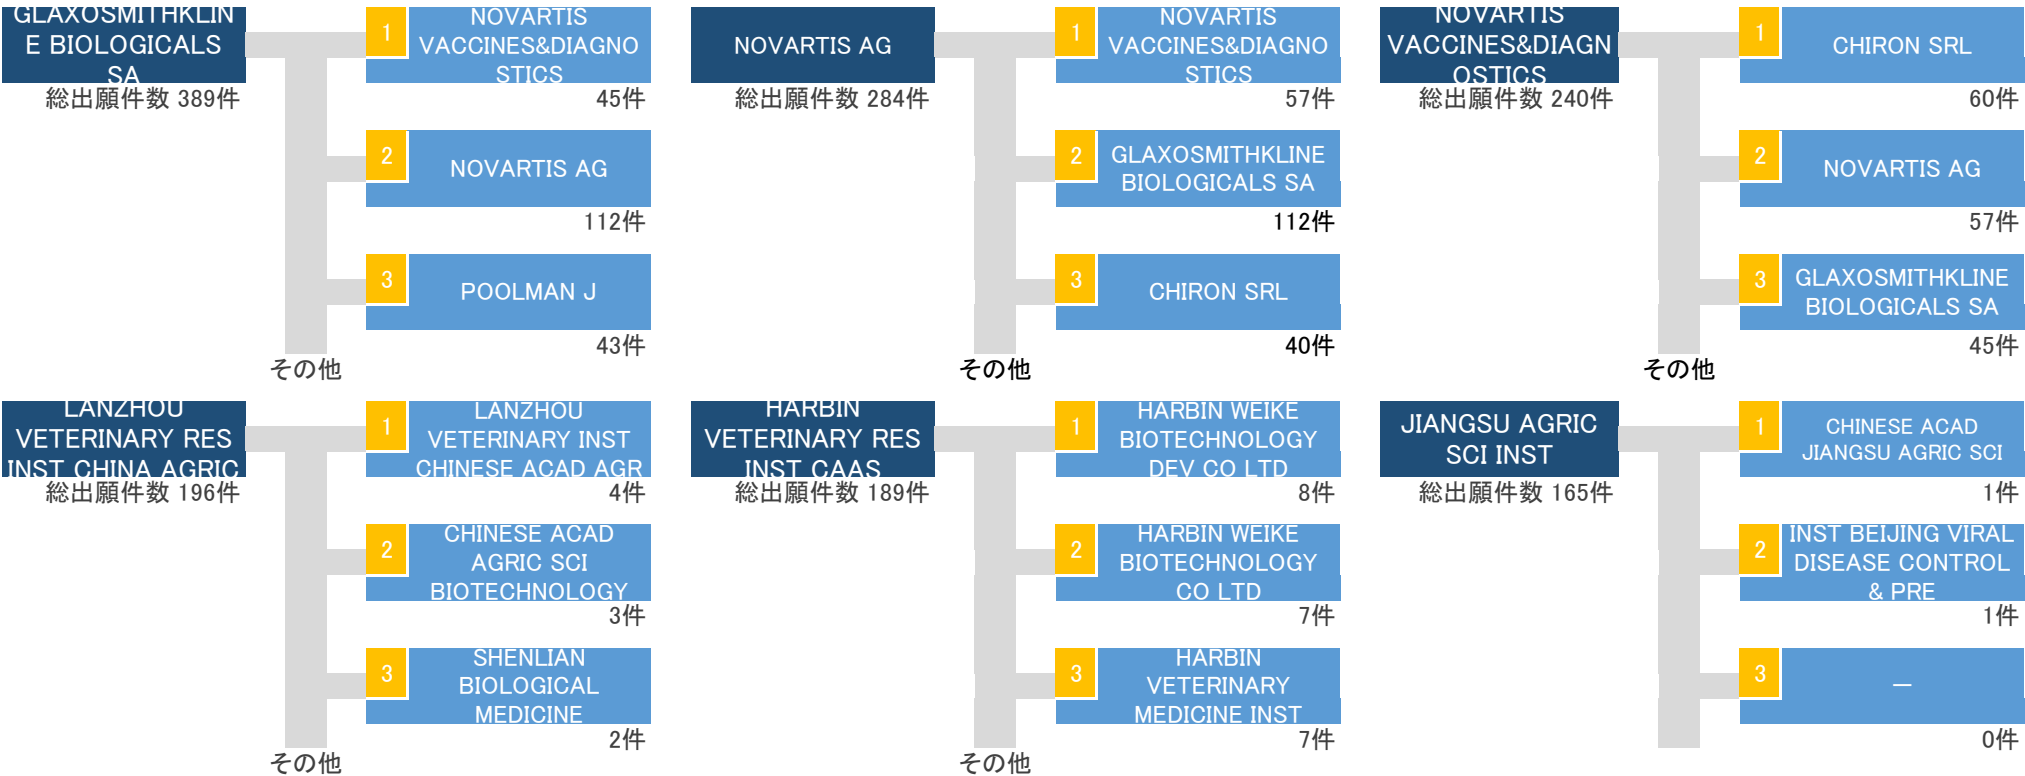 GLAXOSMITHKLIN
E BIOLOGICALS
SA
総出願件数 389件
1
NOVARTIS
VACCINES&DIAGNO
STICS
45件
2
NOVARTIS AG
112件
3
POOLMAN J
43件
その他
NOVARTIS AG
総出願件数 284件
1
NOVARTIS
VACCINES&DIAGNO
STICS
57件
2
GLAXOSMITHKLINE
BIOLOGICALS SA
112件
3
CHIRON SRL
40件
その他
NOVARTIS
VACCINES&DIAGN
OSTICS
総出願件数 240件
1
CHIRON SRL
60件
2
NOVARTIS AG
57件
3
GLAXOSMITHKLINE
BIOLOGICALS SA
45件
その他
LANZHOU
VETERINARY RES
INST CHINA AGRIC
総出願件数 196件
1
LANZHOU
VETERINARY INST
CHINESE ACAD AGR
4件
2
CHINESE ACAD
AGRIC SCI
BIOTECHNOLOGY
3件
3
SHENLIAN
BIOLOGICAL
MEDICINE
2件
その他
HARBIN
VETERINARY RES
INST CAAS
総出願件数 189件
1
HARBIN WEIKE
BIOTECHNOLOGY
DEV CO LTD
8件
2
HARBIN WEIKE
BIOTECHNOLOGY
CO LTD
7件
3
HARBIN
VETERINARY
MEDICINE INST
7件
その他
JIANGSU AGRIC
SCI INST
総出願件数 165件
1
CHINESE ACAD
JIANGSU AGRIC SCI
1件
2
INST BEIJING VIRAL
DISEASE CONTROL
& PRE
1件
3
―
0件